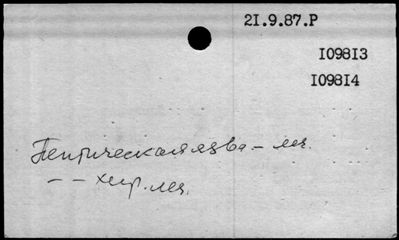 21.9.87.Р
109813
109814
Пептическая язва – леч.
– – хир. леч.